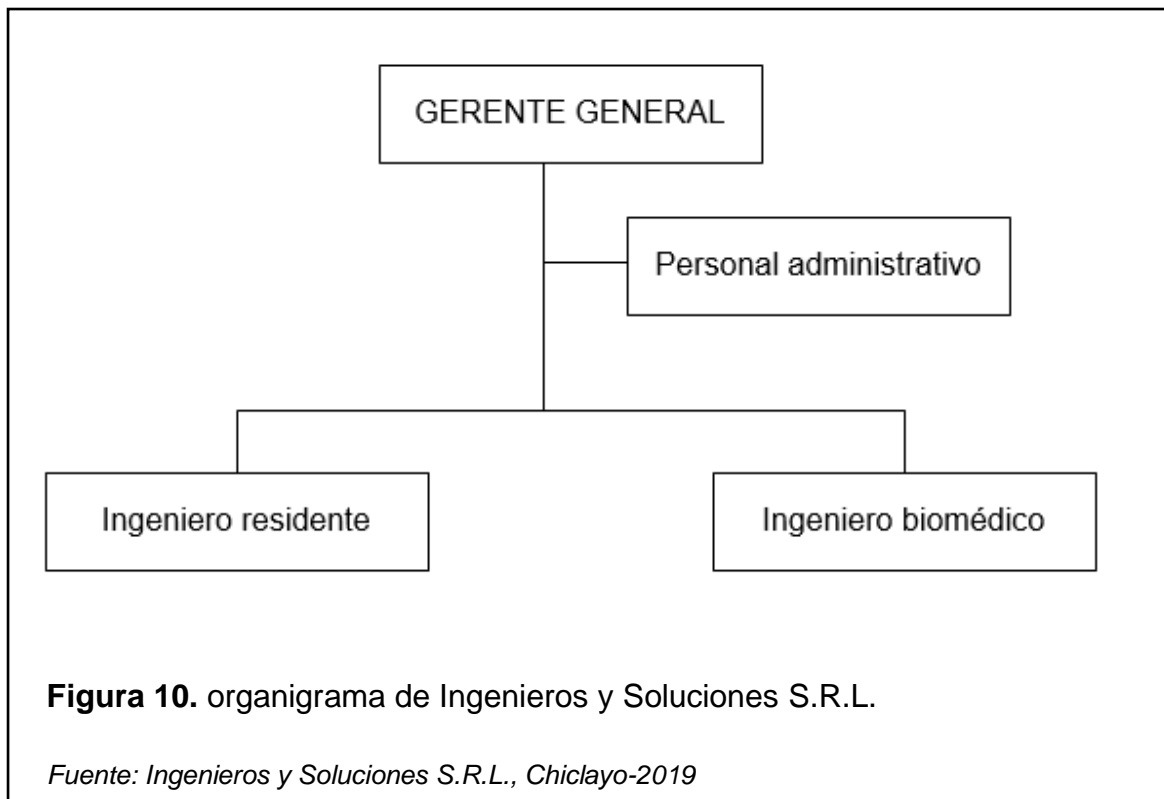 GERENTE GENERAL
Personal administrativo
Ingeniero residente
Ingeniero biomédico
Figura 10. organigrama de Ingenieros y Soluciones S.R.L.
Fuente: Ingenieros y Soluciones S.R.L., Chiclayo-2019